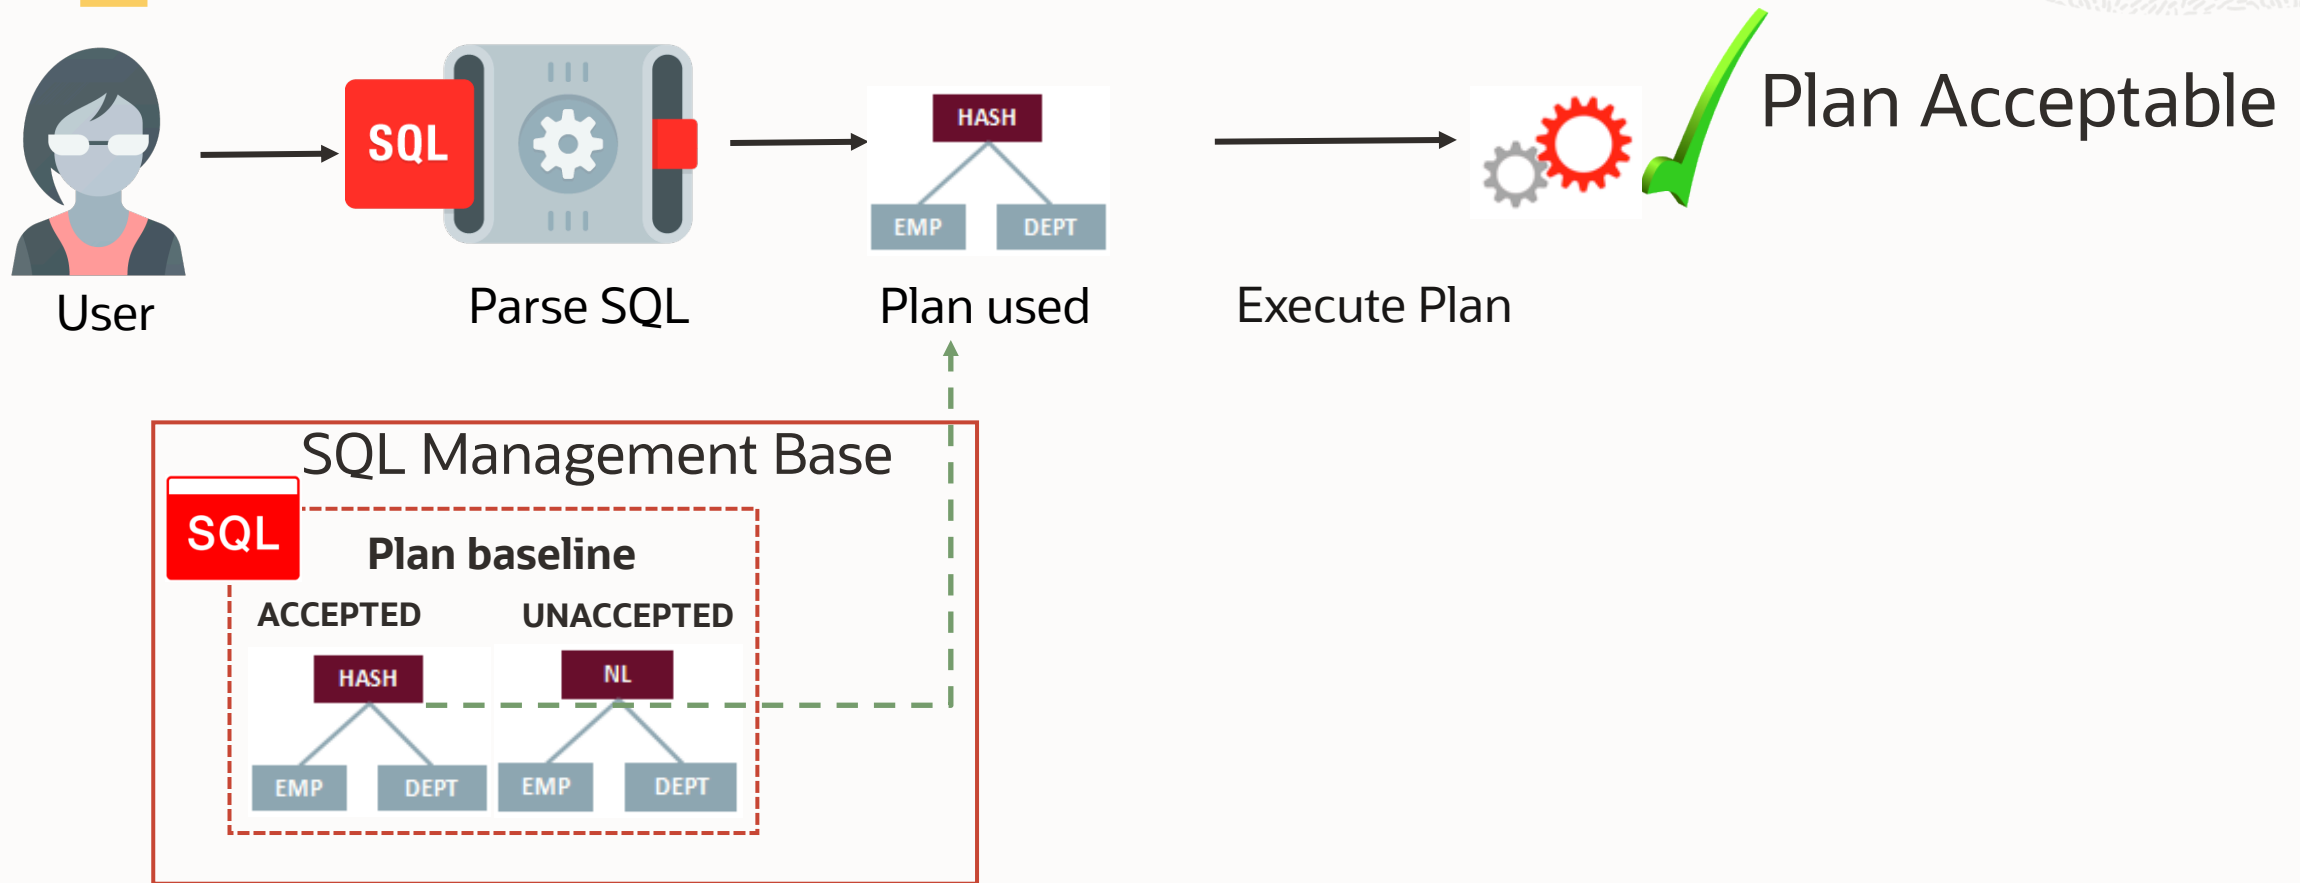 SQL
HASH
EMP DEPT
Plan Acceptable
User
Parse SQL
Plan used
Execute Plan
SQL Management Base
SQL
Plan baseline
ACCEPTED UNACCEPTED
HASH NL
EMP DEPT EMP DEPT